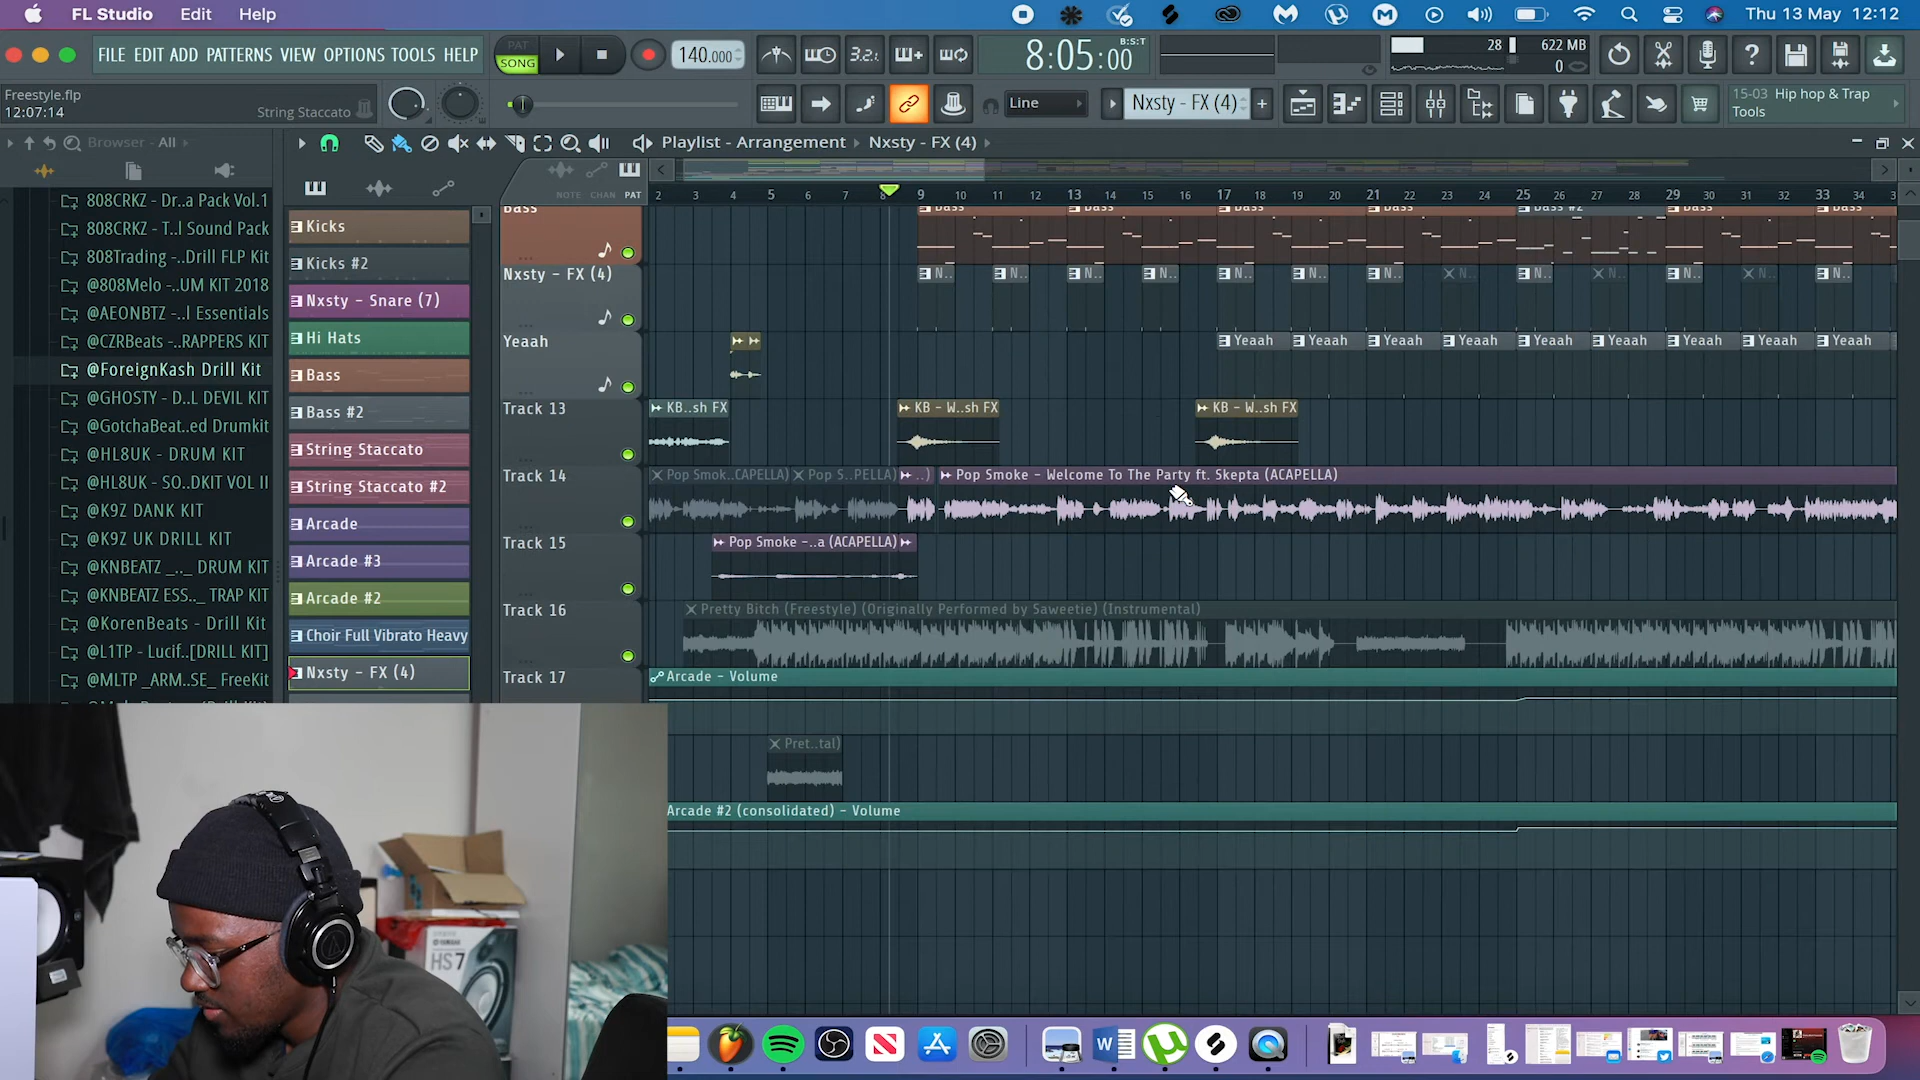 FL Studio Edit Help
Thu 13 May 12:12
FILE EDIT ADD PATTERNS VIEW OPTIONS TOOLS HELP
PAT
SONG
140.000
3.2.
8:05:00
B:S:T
28
622 MB
0
Freestyle.flp
12:07:14
String Staccato
Line
Nxsty - FX (4)
15-03 Hip hop & Trap
Tools
Browser - All
Playlist - Arrangement
Nxsty - FX (4)
NOTE CHAN PAT
2 3 4 5 6 7 8 9 10 11 12 13 14 15 16 17 18 19 20 21 22 23 24 25 26 27 28 29 30 31 32 33 34
808CRKZ - Dr..a Pack Vol.1
808CRKZ - T..l Sound Pack
808Trading -..Drill FLP Kit
@808Melo -..UM KIT 2018
@AEONBTZ -..l Essentials
@CZRBeats -..RAPPERS KIT
@ForeignKash Drill Kit
@GHOSTY - D..L DEVIL KIT
@GotchaBeat..ed Drumkit
@HL8UK - DRUM KIT
@HL8UK - SO..DKIT VOL II
@K9Z DANK KIT
@K9Z UK DRILL KIT
@KNBEATZ _.._ DRUM KIT
@KNBEATZ ESS.._ TRAP KIT
@KorenBeats - Drill Kit
@L1TP - Lucif..[DRILL KIT]
@MLTP _ARM..SE_ FreeKit
Kicks
Kicks #2
Nxsty - Snare (7)
Hi Hats
Bass
Bass #2
String Staccato
String Staccato #2
Arcade
Arcade #3
Arcade #2
Choir Full Vibrato Heavy
Nxsty - FX (4)
Bass
Bass Bass Bass Bass Bass #2 Bass Bass
Nxsty - FX (4)
N.. N.. N.. N.. N.. N.. N.. N.. N.. N.. N.. N.. N..
Yeaah
Yeaah Yeaah Yeaah Yeaah Yeaah Yeaah Yeaah Yeaah Yeaah
Track 13
KB..sh FX
KB - W..sh FX
KB - W..sh FX
Track 14
Pop Smok..CAPELLA)
Pop S..PELLA)
..)
Pop Smoke - Welcome To The Party ft. Skepta (ACAPELLA)
Track 15
Pop Smoke -..a (ACAPELLA)
Track 16
Pretty Bitch (Freestyle) (Originally Performed by Saweetie) (Instrumental)
Track 17
Arcade - Volume
Pret..tal)
Arcade #2 (consolidated) - Volume
YAMAHA
HS7
W